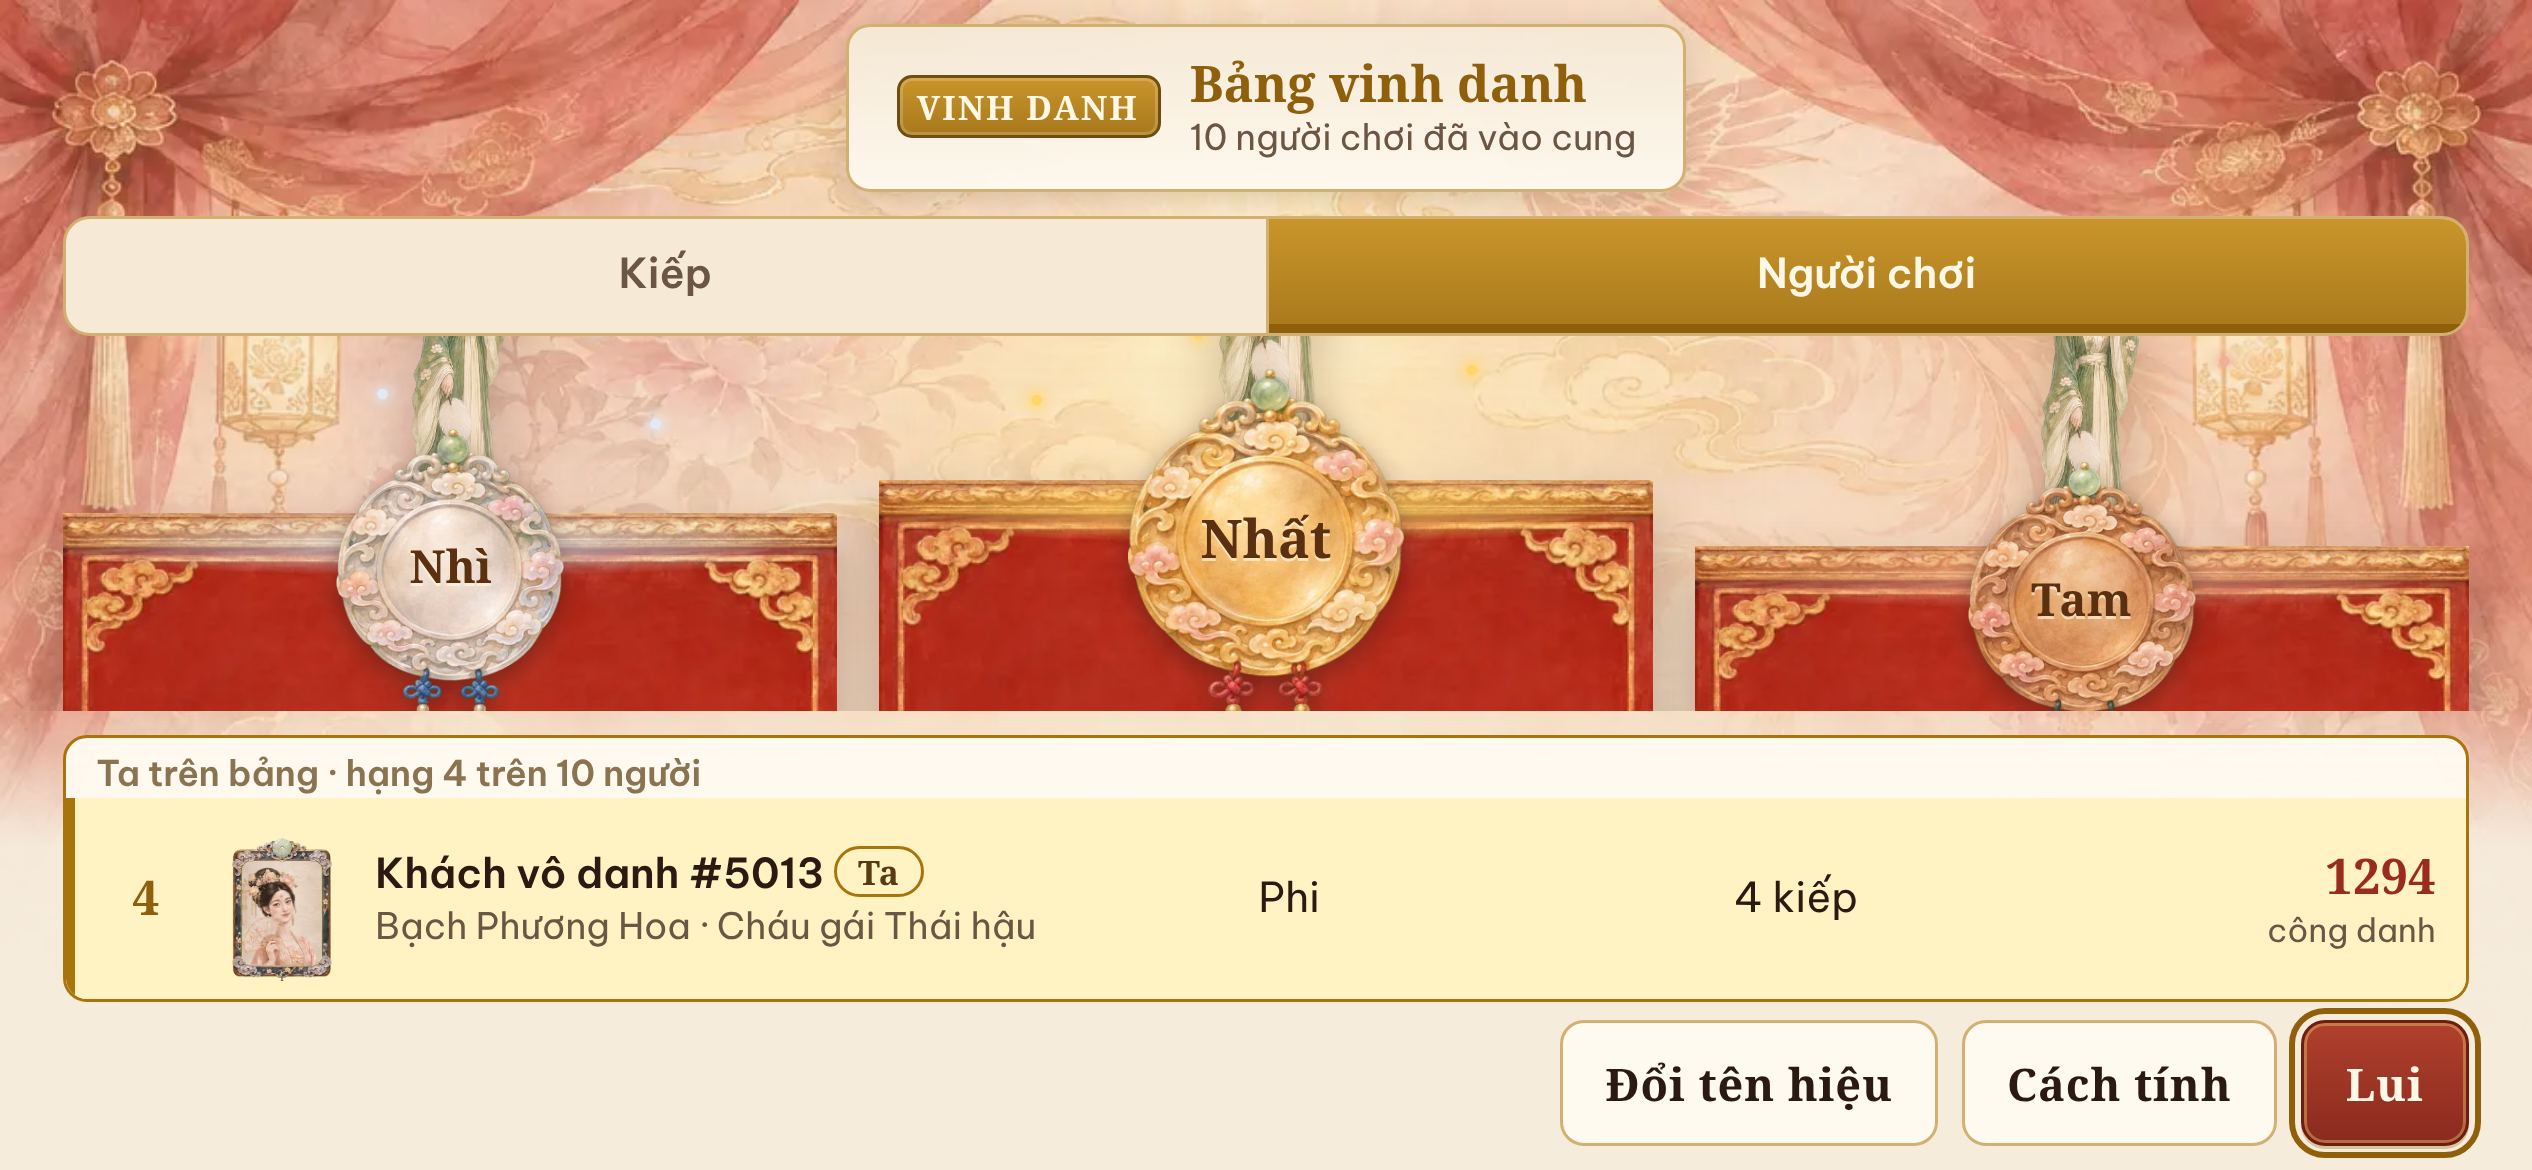 VINH DANH
Bảng vinh danh
10 người chơi đã vào cung
Kiếp
Người chơi
Nhì
Nhất
Tam
Ta trên bảng · hạng 4 trên 10 người
4
Khách vô danh #5013 Ta
Bạch Phương Hoa · Cháu gái Thái hậu
Phi
4 kiếp
1294
công danh
Đổi tên hiệu
Cách tính
Lui